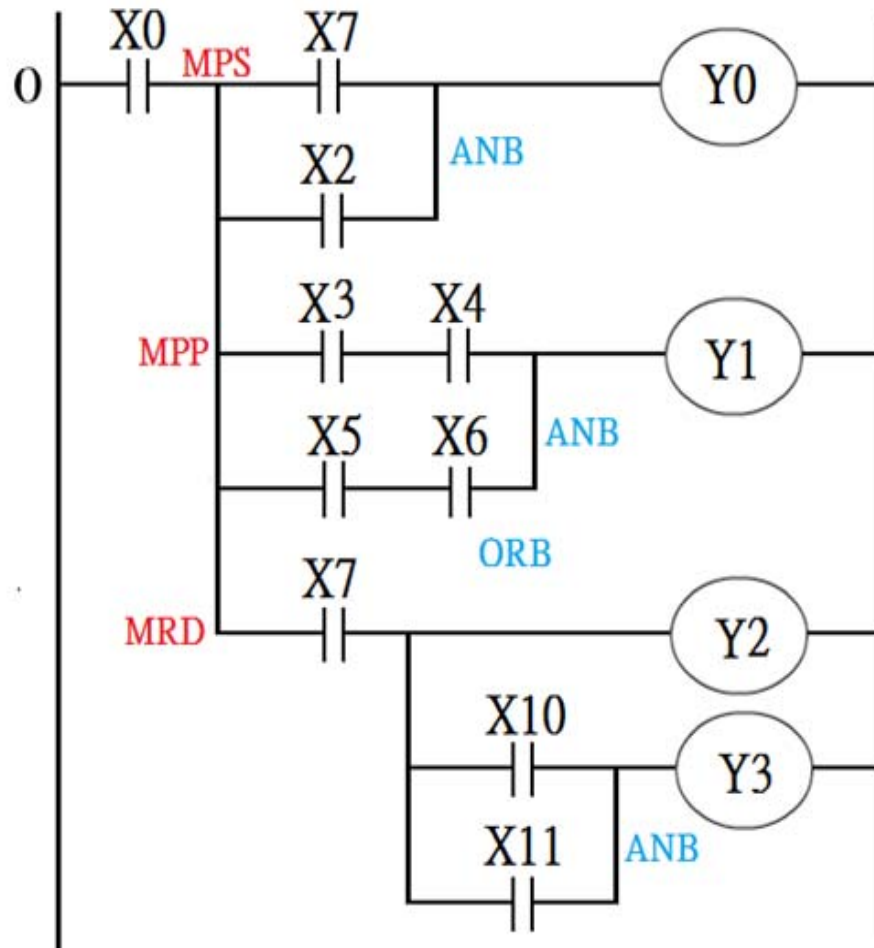 X0
MPS
X7
0
Y0
X2
ANB
X3
X4
MPP
Y1
X5
X6
ANB
ORB
X7
MRD
Y2
X10
Y3
X11
ANB